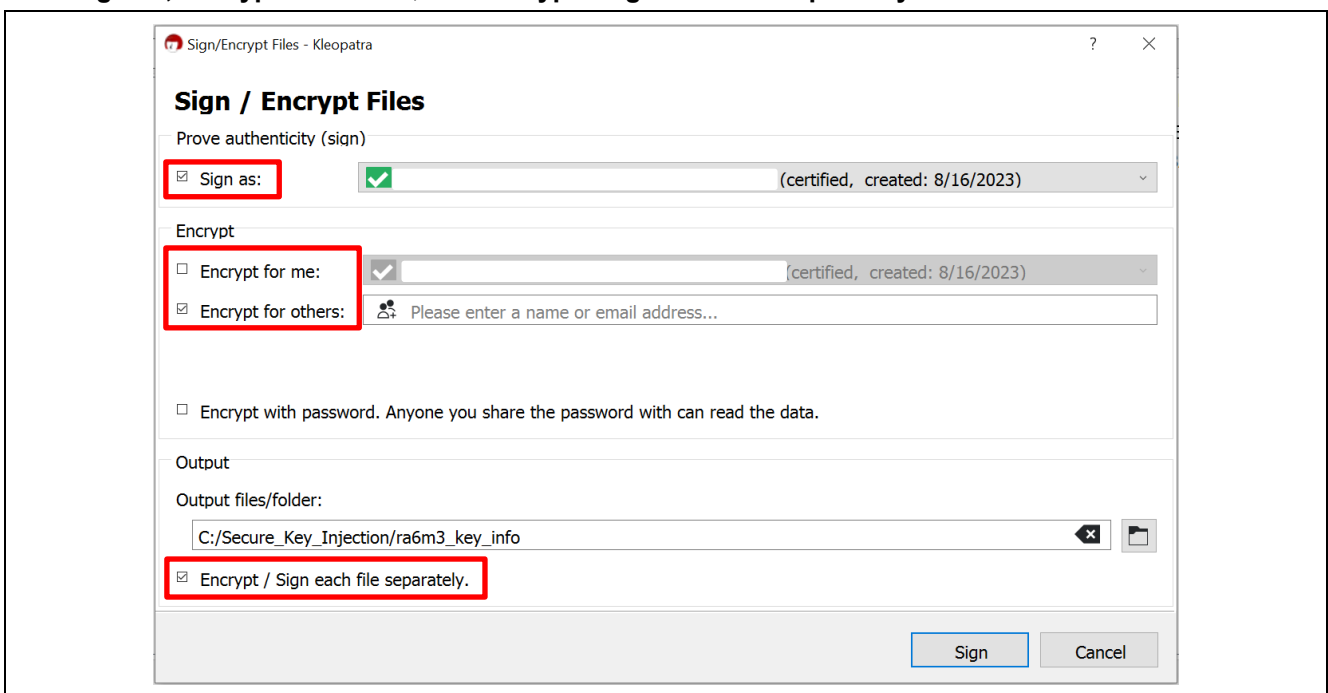 Sign/Encrypt Files - Kleopatra ? ×
Sign / Encrypt Files
Prove authenticity (sign)
Sign as: (certified, created: 8/16/2023)
Encrypt
Encrypt for me: (certified, created: 8/16/2023)
Encrypt for others: Please enter a name or email address...
Encrypt with password. Anyone you share the password with can read the data.
Output
Output files/folder:
C:/Secure_Key_Injection/ra6m3_key_info
Encrypt / Sign each file separately.
Sign Cancel